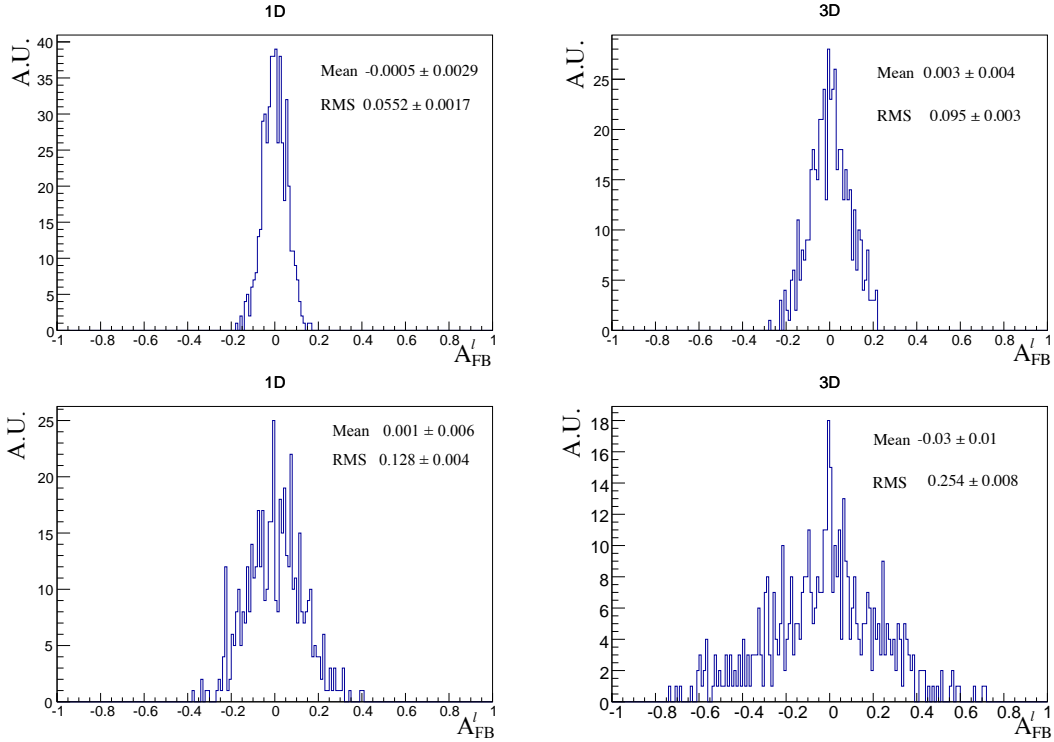 1D
A.U.
40
35
30
25
20
15
10
5
0
Mean -0.0005 ± 0.0029
RMS 0.0552 ± 0.0017
-1 -0.8 -0.6 -0.4 -0.2 0 0.2 0.4 0.6 0.8 1
A^l_FB
3D
A.U.
25
20
15
10
5
0
Mean 0.003 ± 0.004
RMS 0.095 ± 0.003
-1 -0.8 -0.6 -0.4 -0.2 0 0.2 0.4 0.6 0.8 1
A^l_FB
1D
A.U.
25
20
15
10
5
0
Mean 0.001 ± 0.006
RMS 0.128 ± 0.004
-1 -0.8 -0.6 -0.4 -0.2 0 0.2 0.4 0.6 0.8 1
A^l_FB
3D
A.U.
18
16
14
12
10
8
6
4
2
0
Mean -0.03 ± 0.01
RMS 0.254 ± 0.008
-1 -0.8 -0.6 -0.4 -0.2 0 0.2 0.4 0.6 0.8 1
A^l_FB